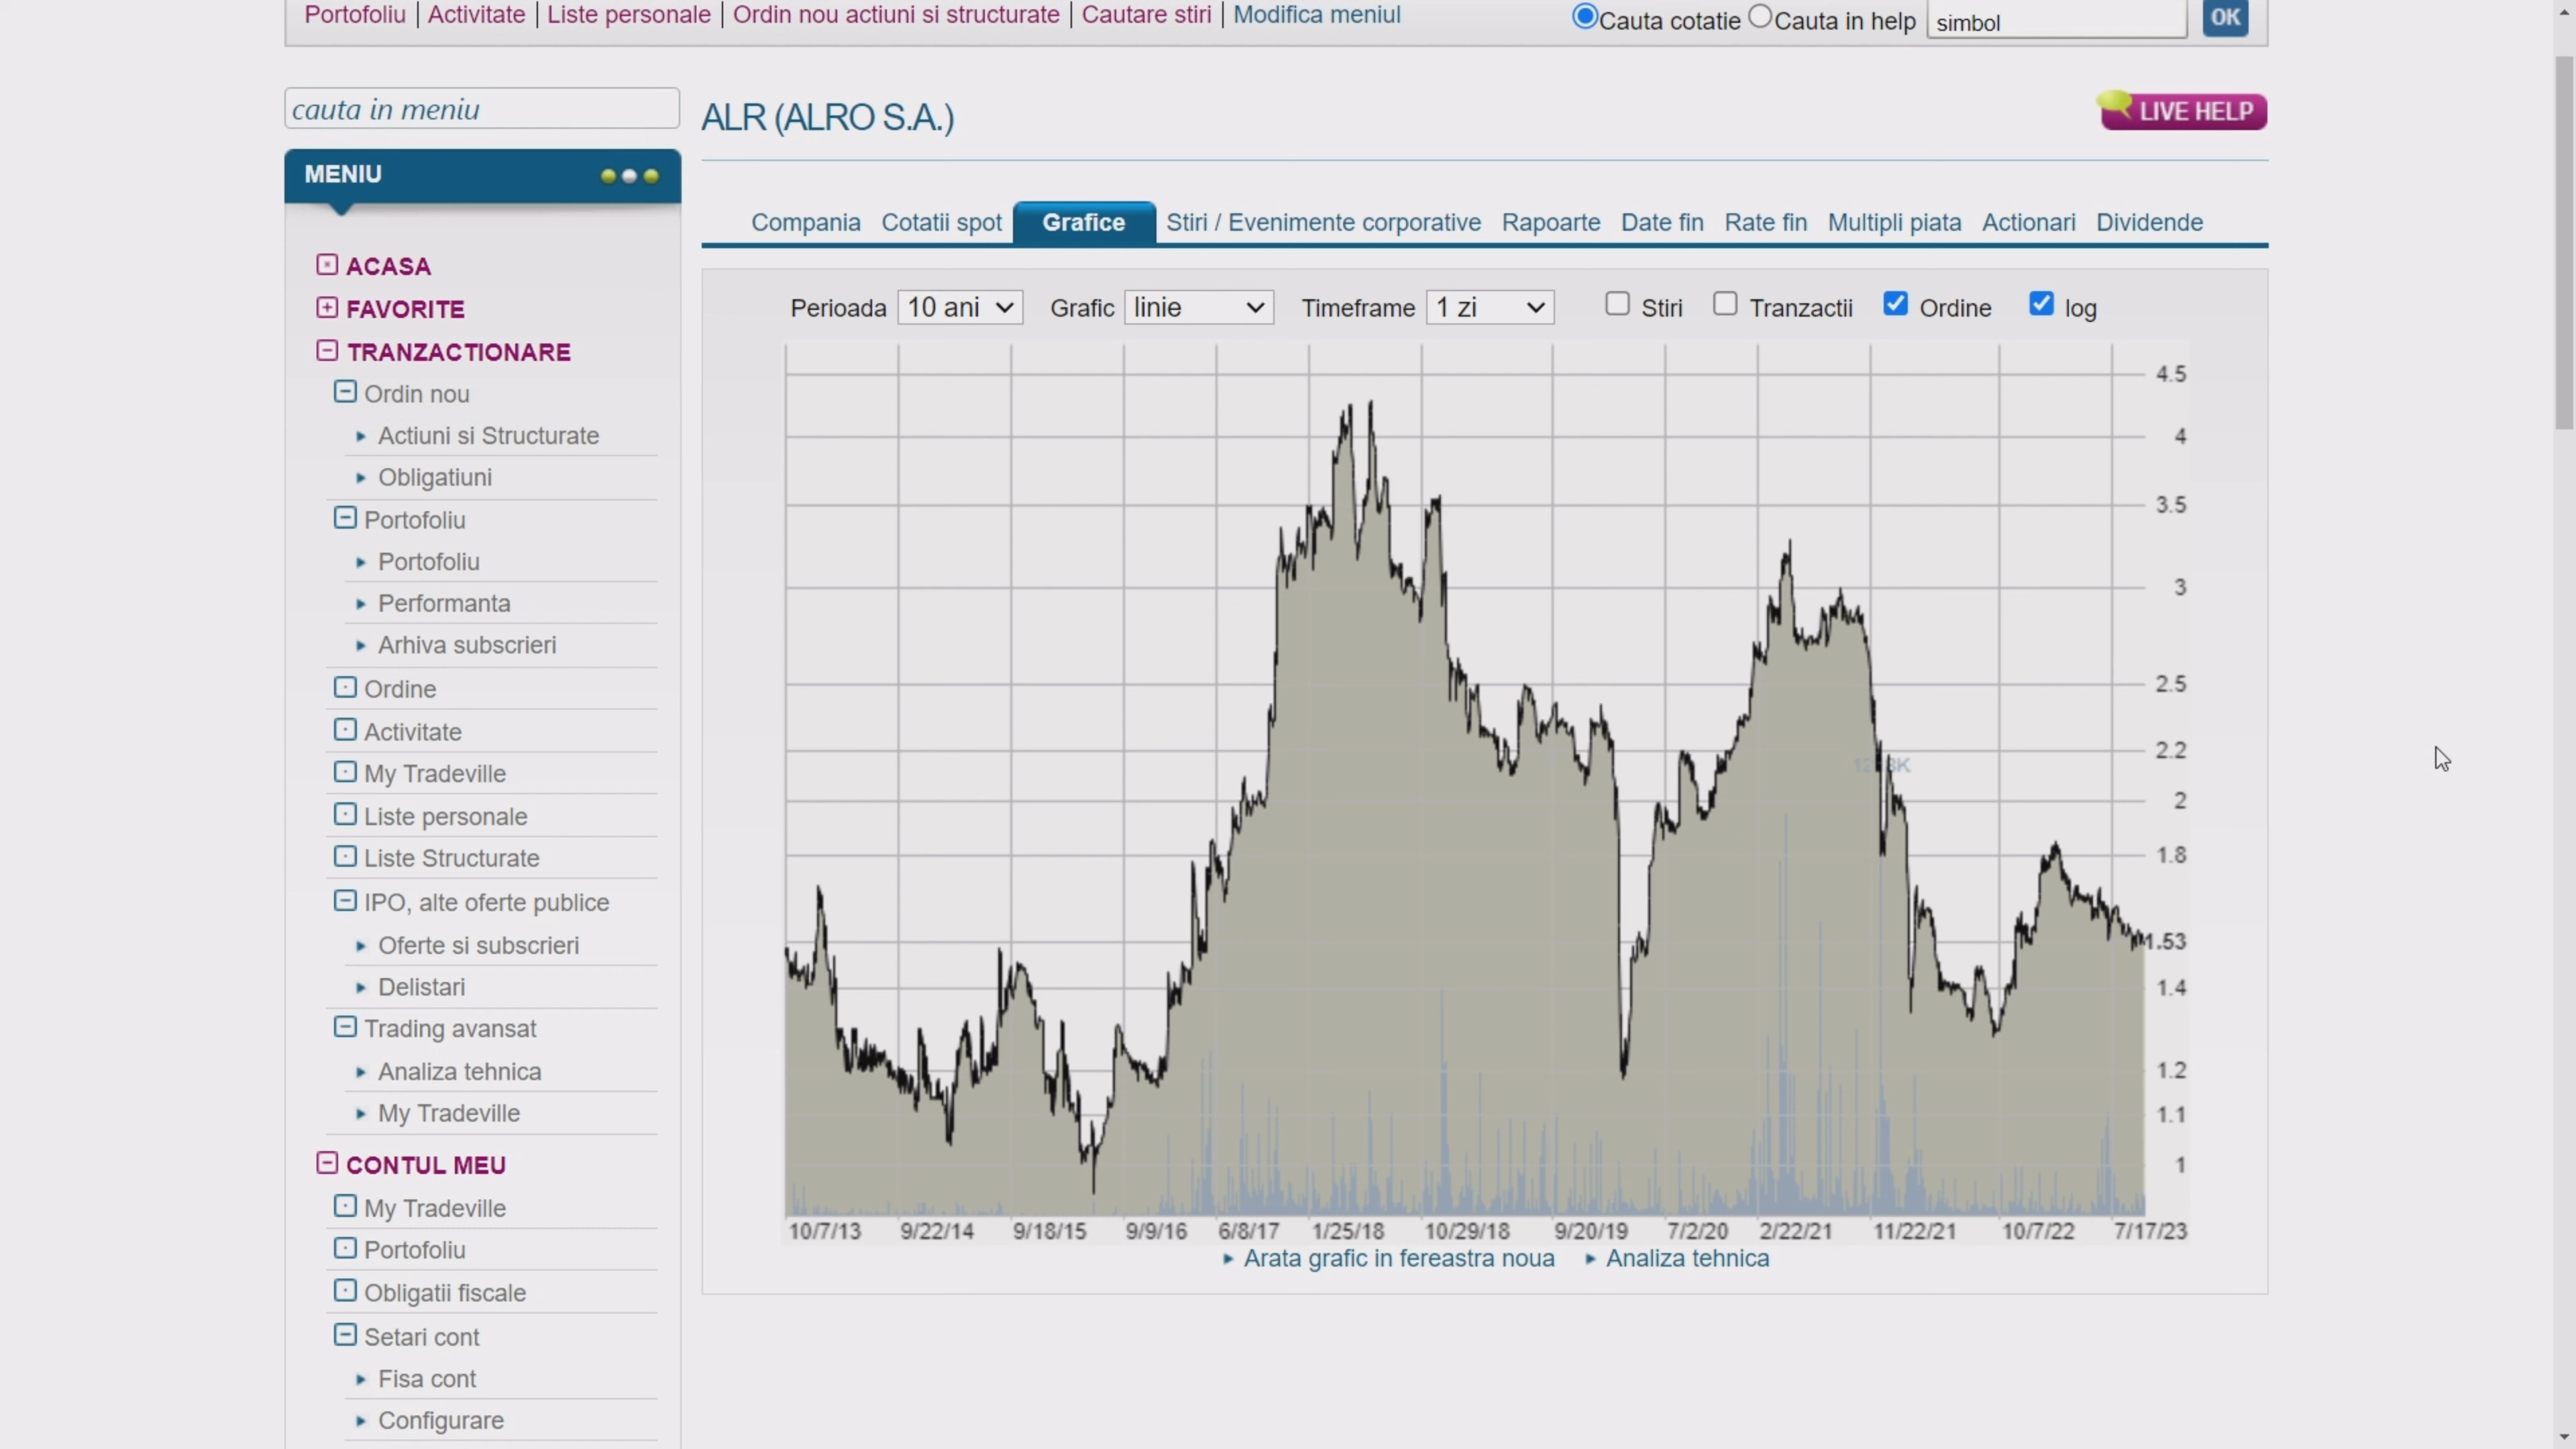 Portofoliu | Activitate | Liste personale | Ordin nou actiuni si structurate | Cautare stiri | Modifica meniul
Cauta cotatie Cauta in help simbol OK
cauta in meniu
ALR (ALRO S.A.)
LIVE HELP
MENIU
Compania Cotatii spot Grafice Stiri / Evenimente corporative Rapoarte Date fin Rate fin Multipli piata Actionari Dividende
ACASA
FAVORITE
TRANZACTIONARE
Ordin nou
Actiuni si Structurate
Obligatiuni
Portofoliu
Portofoliu
Performanta
Arhiva subscrieri
Ordine
Activitate
My Tradeville
Liste personale
Liste Structurate
IPO, alte oferte publice
Oferte si subscrieri
Delistari
Trading avansat
Analiza tehnica
My Tradeville
CONTUL MEU
My Tradeville
Portofoliu
Obligatii fiscale
Setari cont
Fisa cont
Configurare
Perioada 10 ani Grafic linie Timeframe 1 zi Stiri Tranzactii Ordine log
4.5
4
3.5
3
2.5
2.2
2
1.8
1.53
1.4
1.2
1.1
1
10/7/13 9/22/14 9/18/15 9/9/16 6/8/17 1/25/18 10/29/18 9/20/19 7/2/20 2/22/21 11/22/21 10/7/22 7/17/23
Arata grafic in fereastra noua Analiza tehnica